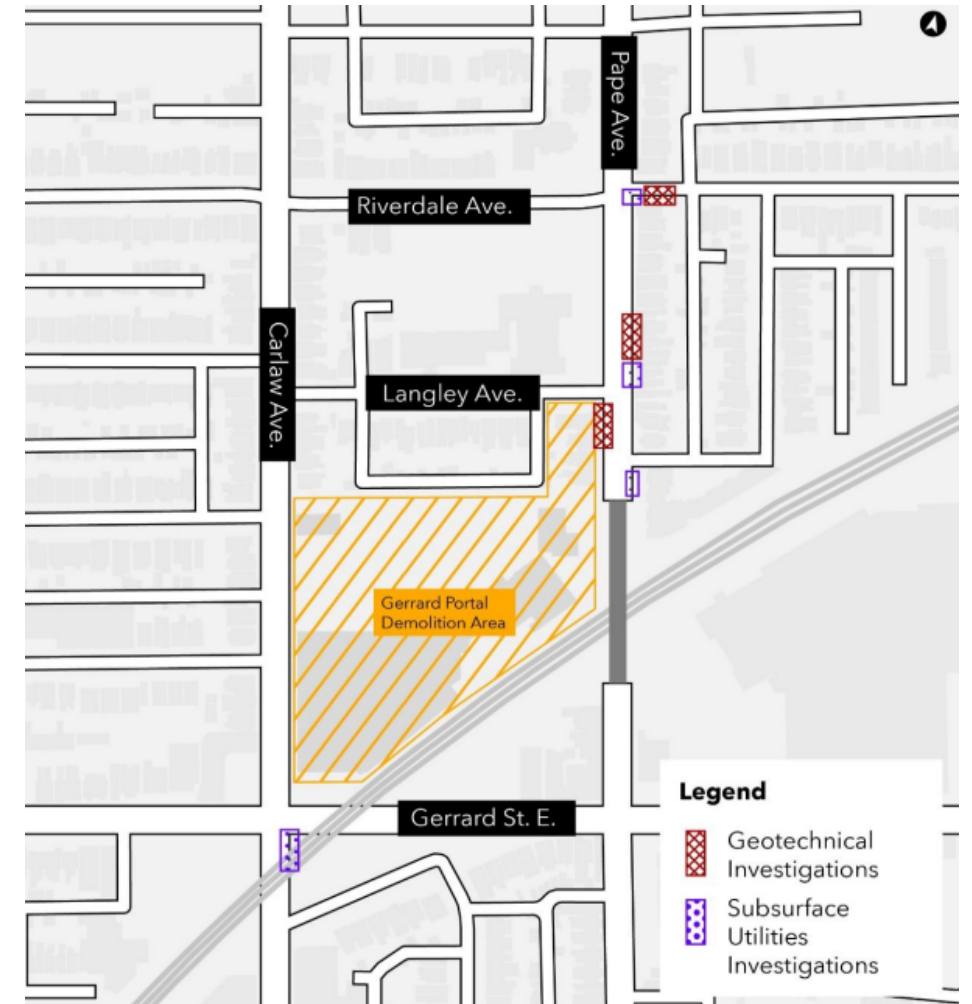 Pape Ave.
Riverdale Ave.
Carlaw Ave.
Langley Ave.
Gerrard Portal
Demolition Area
Gerrard St. E.
Legend
Geotechnical
Investigations
Subsurface
Utilities
Investigations